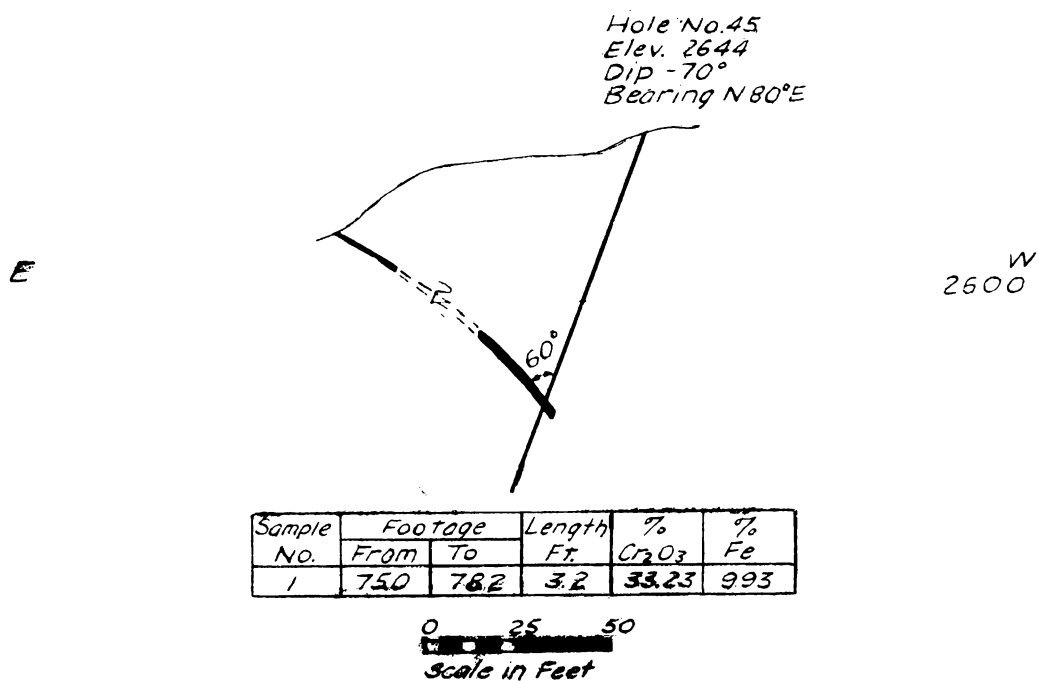 Hole No.45
Elev. 2644
Dip -70°
Bearing N80°E
E
W
2600
?
60°
Sample No. Footage Length Ft. % Cr2O3 % Fe
From To
1 75.0 78.2 3.2 33.23 9.93
0 25 50
Scale in Feet